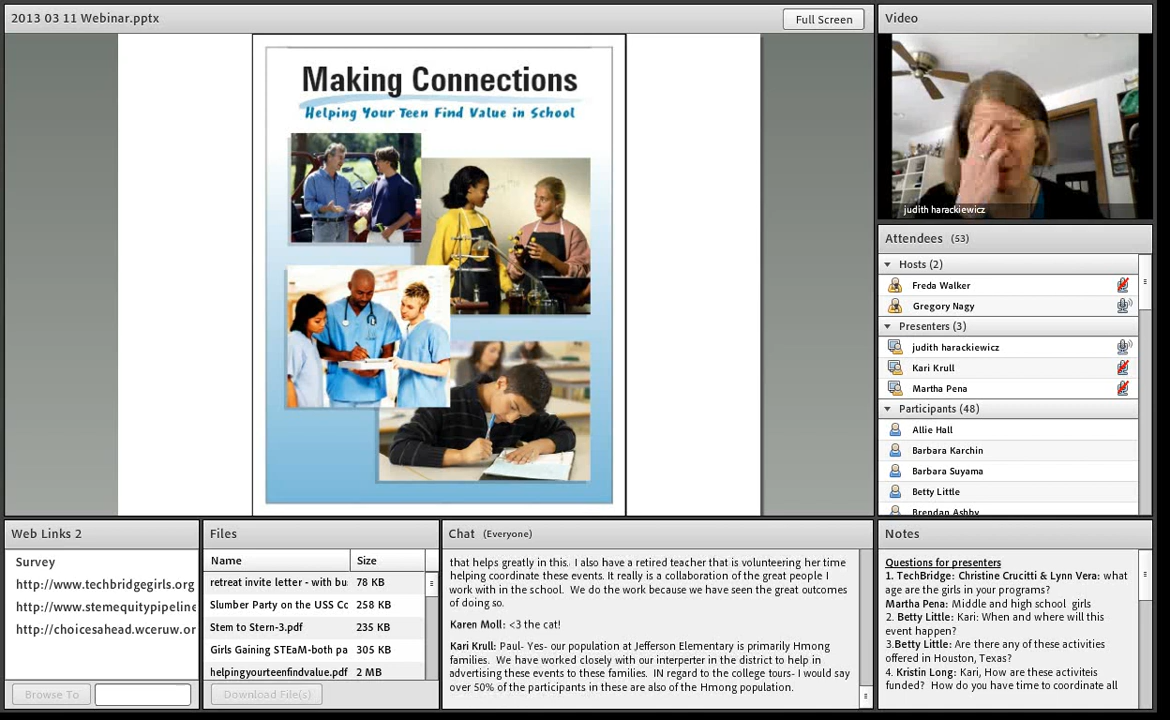 2013 03 11 Webinar.pptx
Full Screen
Making Connections
Helping Your Teen Find Value in School
Video
judith harackiewicz
Attendees (53)
Hosts (2)
Freda Walker
Gregory Nagy
Presenters (3)
judith harackiewicz
Kari Krull
Martha Pena
Participants (48)
Allie Hall
Barbara Karchin
Barbara Suyama
Betty Little
Brendan Ashby
Web Links 2
Survey
http://www.techbridgegirls.org
http://www.stemequitypipeline
http://choicesahead.wceruw.or
Browse To
Files
Name Size
retreat invite letter - with bu 78 KB
Slumber Party on the USS Co 258 KB
Stem to Stern-3.pdf 235 KB
Girls Gaining STEaM-both pa 305 KB
helpingyourteenfindvalue.pdf 2 MB
Download File(s)
Chat (Everyone)
that helps greatly in this. I also have a retired teacher that is volunteering her time
helping coordinate these events. It really is a collaboration of the great people I
work with in the school. We do the work because we have seen the great outcomes
of doing so.
Karen Moll: <3 the cat!
Kari Krull: Paul- Yes- our population at Jefferson Elementary is primarily Hmong
families. We have worked closely with our interperter in the district to help in
advertising these events to these families. IN regard to the college tours- I would say
over 50% of the participants in these are also of the Hmong population.
Notes
Questions for presenters
1. TechBridge: Christine Crucitti & Lynn Vera: what
age are the girls in your programs?
Martha Pena: Middle and high school girls
2. Betty Little: Kari: When and where will this
event happen?
3.Betty Little: Are there any of these activities
offered in Houston, Texas?
4. Kristin Long: Kari, How are these activiteis
funded? How do you have time to coordinate all